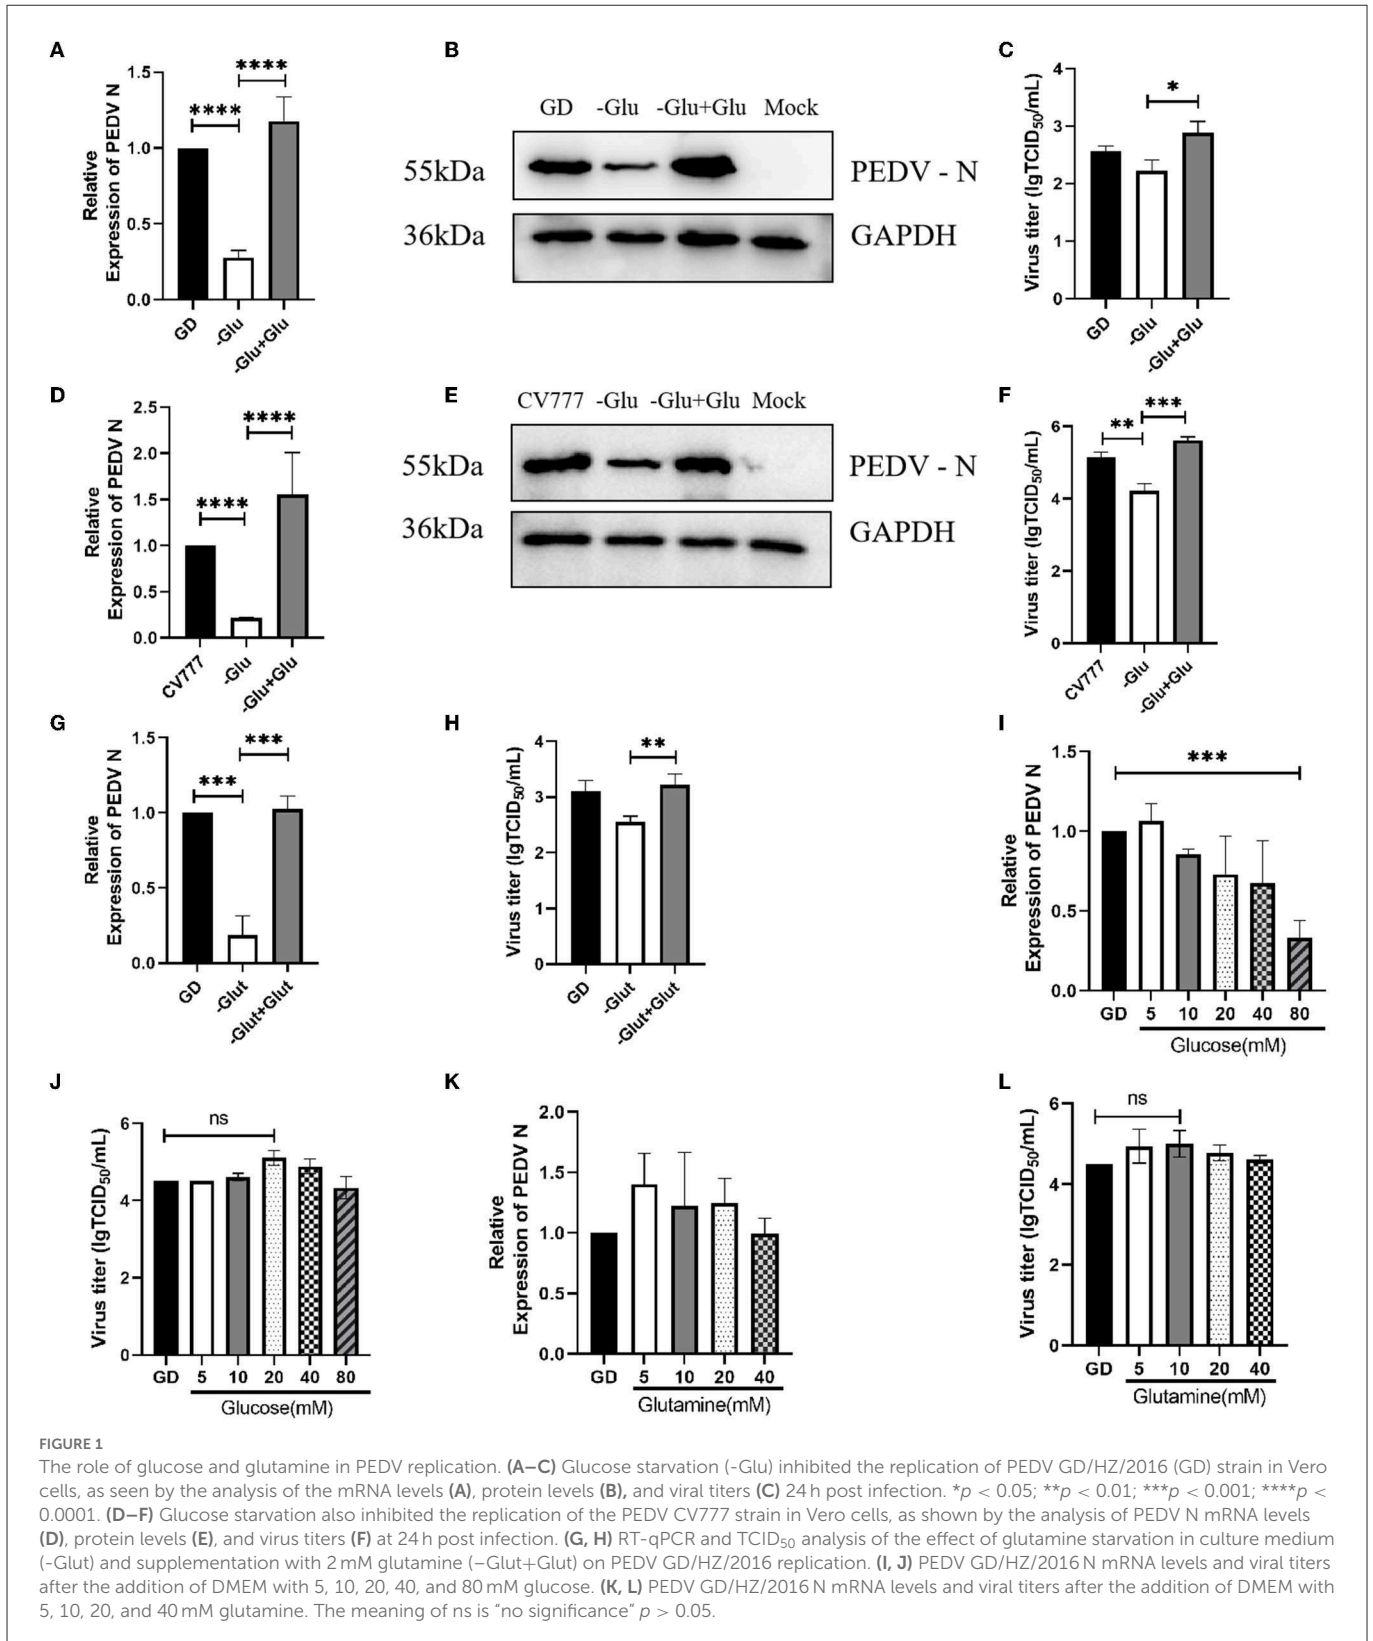 A
Relative
Expression of PEDV N
1.5
1.0
0.5
0.0
****
****
GD
-Glu
-Glu+Glu
B
GD -Glu -Glu+Glu Mock
55kDa PEDV - N
36kDa GAPDH
C
Virus titer (lgTCID50/mL)
4
3
2
1
0
*
GD
-Glu
-Glu+Glu
D
Relative
Expression of PEDV N
2.5
2.0
1.5
1.0
0.5
0.0
****
****
CV777
-Glu
-Glu+Glu
E
CV777 -Glu -Glu+Glu Mock
55kDa PEDV - N
36kDa GAPDH
F
Virus titer (lgTCID50/mL)
6
4
2
0
**
***
CV777
-Glu
-Glu+Glu
G
Relative
Expression of PEDV N
1.5
1.0
0.5
0.0
***
***
GD
-Glut
-Glut+Glut
H
Virus titer (lgTCID50/mL)
4
3
2
1
0
**
GD
-Glut
-Glut+Glut
I
Relative
Expression of PEDV N
1.5
1.0
0.5
0.0
***
GD 5 10 20 40 80
Glucose(mM)
J
Virus titer (lgTCID50/mL)
6
4
2
0
ns
GD 5 10 20 40 80
Glucose(mM)
K
Relative
Expression of PEDV N
2.0
1.5
1.0
0.5
0.0
GD 5 10 20 40
Glutamine(mM)
L
Virus titer (lgTCID50/mL)
6
4
2
0
ns
GD 5 10 20 40
Glutamine(mM)
FIGURE 1
The role of glucose and glutamine in PEDV replication. (A–C) Glucose starvation (-Glu) inhibited the replication of PEDV GD/HZ/2016 (GD) strain in Vero
cells, as seen by the analysis of the mRNA levels (A), protein levels (B), and viral titers (C) 24 h post infection. *p < 0.05; **p < 0.01; ***p < 0.001; ****p <
0.0001. (D–F) Glucose starvation also inhibited the replication of the PEDV CV777 strain in Vero cells, as shown by the analysis of PEDV N mRNA levels
(D), protein levels (E), and virus titers (F) at 24 h post infection. (G, H) RT-qPCR and TCID50 analysis of the effect of glutamine starvation in culture medium
(-Glut) and supplementation with 2 mM glutamine (–Glut+Glut) on PEDV GD/HZ/2016 replication. (I, J) PEDV GD/HZ/2016 N mRNA levels and viral titers
after the addition of DMEM with 5, 10, 20, 40, and 80 mM glucose. (K, L) PEDV GD/HZ/2016 N mRNA levels and viral titers after the addition of DMEM with
5, 10, 20, and 40 mM glutamine. The meaning of ns is “no significance“ p > 0.05.